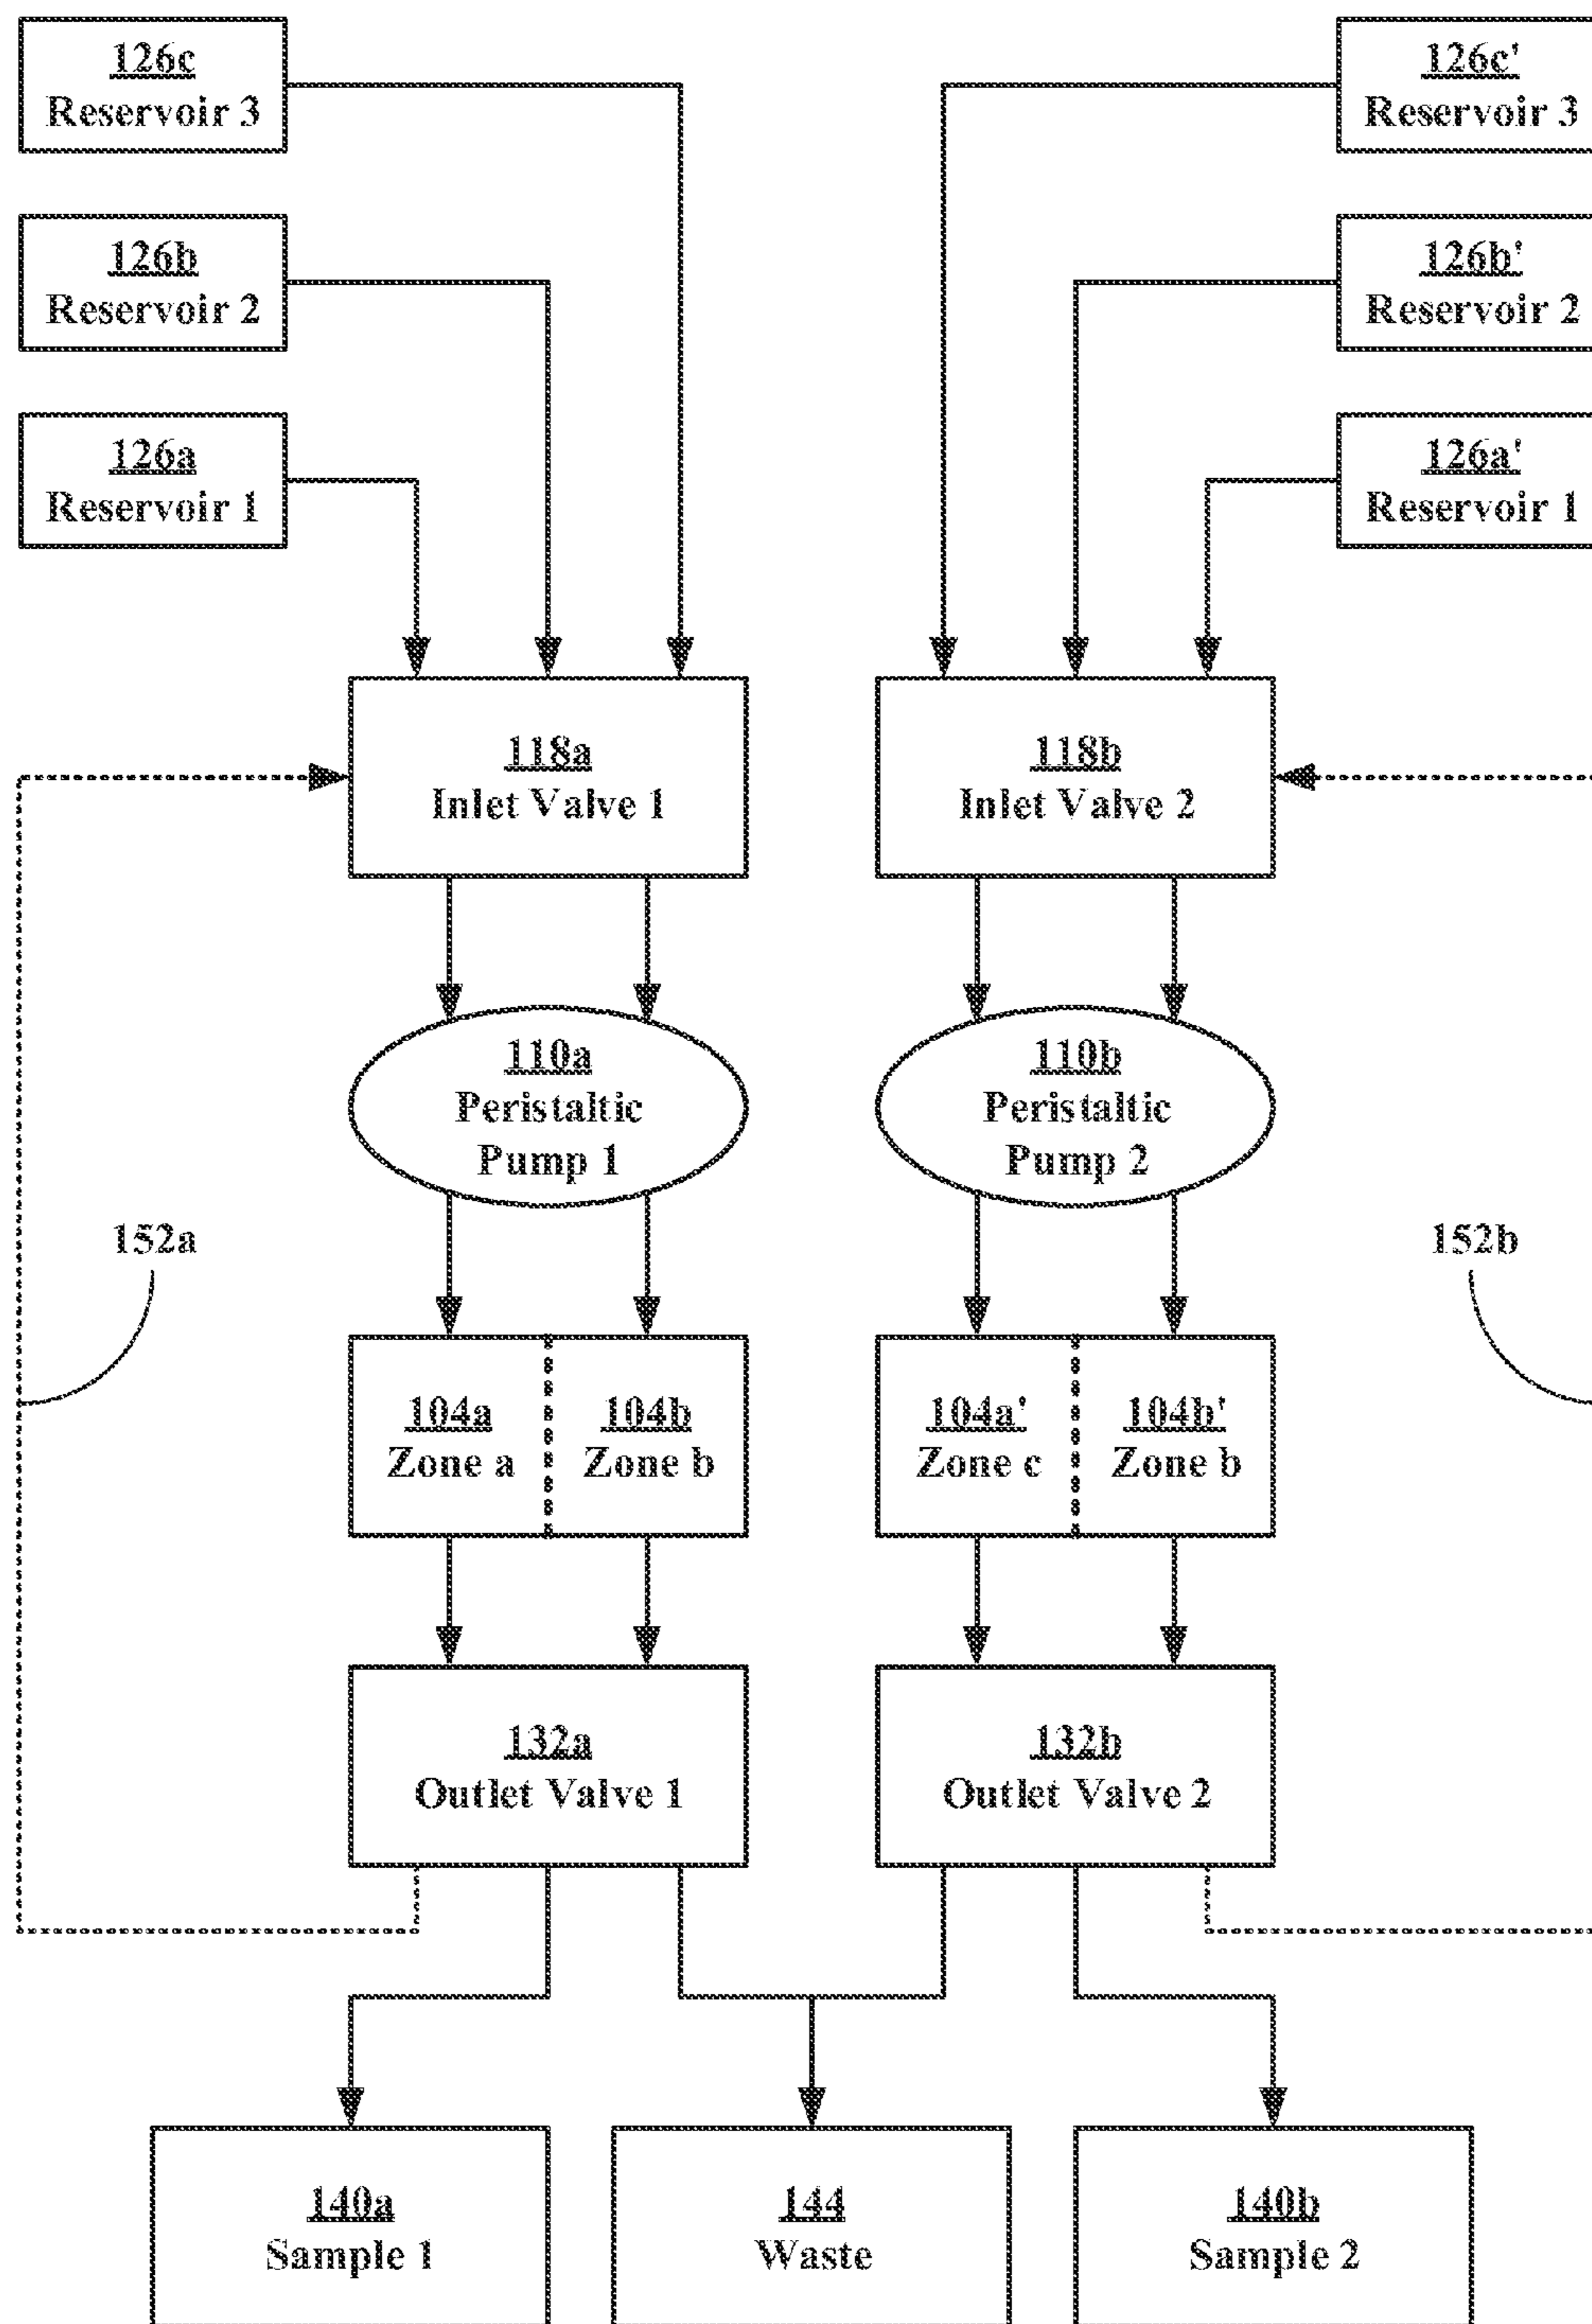 126c
Reservoir 3
126c'
Reservoir 3
126b
Reservoir 2
126b'
Reservoir 2
126a
Reservoir 1
126a'
Reservoir 1
118a
Inlet Valve 1
118b
Inlet Valve 2
110a
Peristaltic
Pump 1
110b
Peristaltic
Pump 2
152a
152b
104a
Zone a
104b
Zone b
104a'
Zone c
104b'
Zone b
132a
Outlet Valve 1
132b
Outlet Valve 2
140a
Sample 1
144
Waste
140b
Sample 2